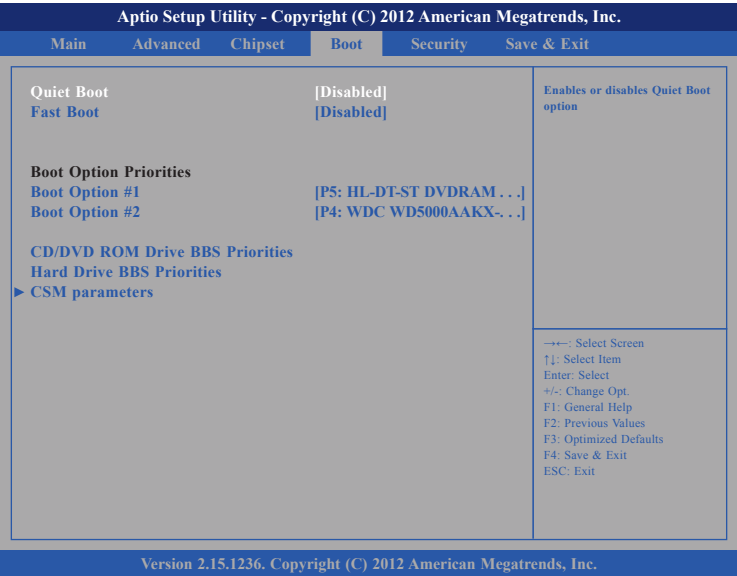 Aptio Setup Utility - Copyright (C) 2012 American Megatrends, Inc.
Main Advanced Chipset Boot Security Save & Exit
Quiet Boot [Disabled]
Fast Boot [Disabled]
Boot Option Priorities
Boot Option #1 [P5: HL-DT-ST DVDRAM . . .]
Boot Option #2 [P4: WDC WD5000AAKX-. . .]
CD/DVD ROM Drive BBS Priorities
Hard Drive BBS Priorities
► CSM parameters
Enables or disables Quiet Boot
option
→←: Select Screen
↑↓: Select Item
Enter: Select
+/-: Change Opt.
F1: General Help
F2: Previous Values
F3: Optimized Defaults
F4: Save & Exit
ESC: Exit
Version 2.15.1236. Copyright (C) 2012 American Megatrends, Inc.